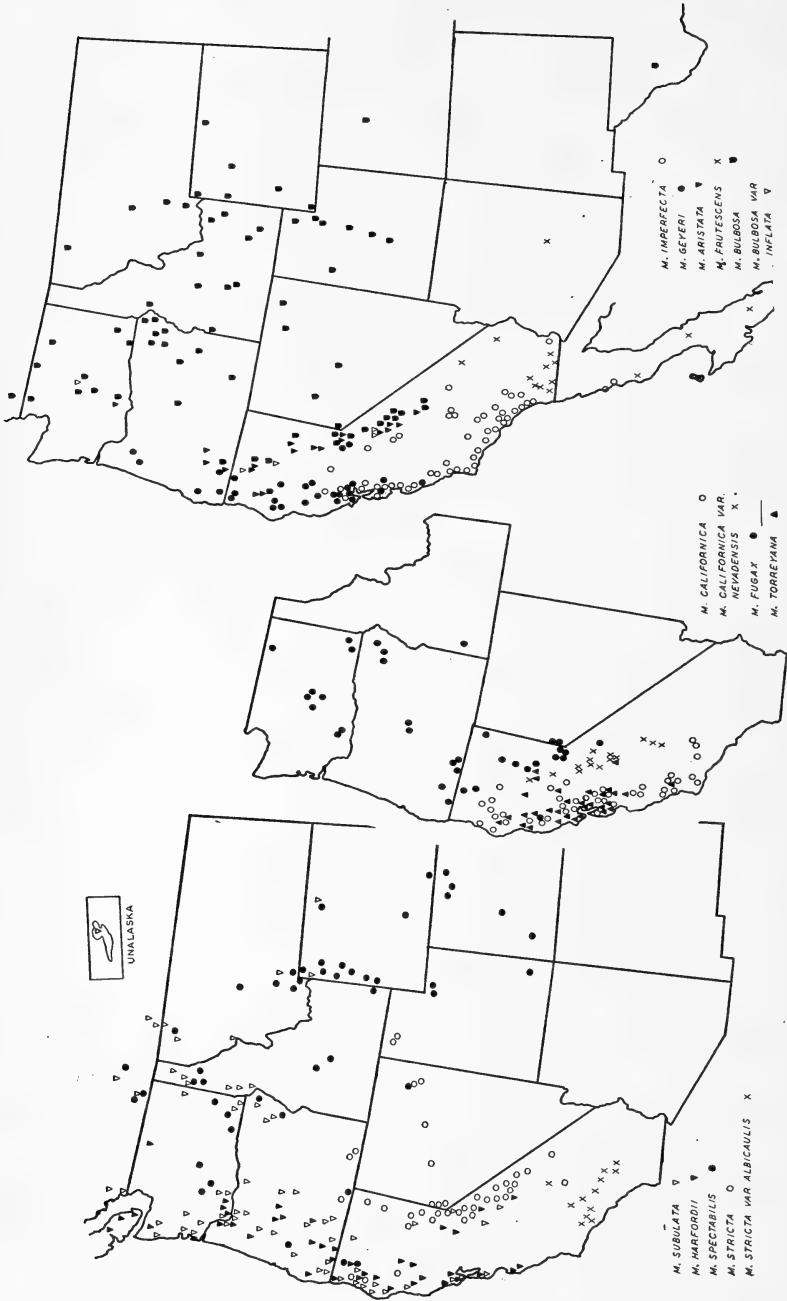 UNALASKA
M. SUBULATA
M. HARFORDII
M. SPECTABILIS
M. STRICTA
M. STRICTA VAR ALBICAULIS X
M. CALIFORNICA
M. CALIFORNICA VAR.
NEVADENSIS X
M. FUGAX
M. TORREYANA
M. IMPERFECTA
M. GEYERI
M. ARISTATA
M. FRUTESCENS X
M. BULBOSA
M. BULBOSA VAR
INFLATA